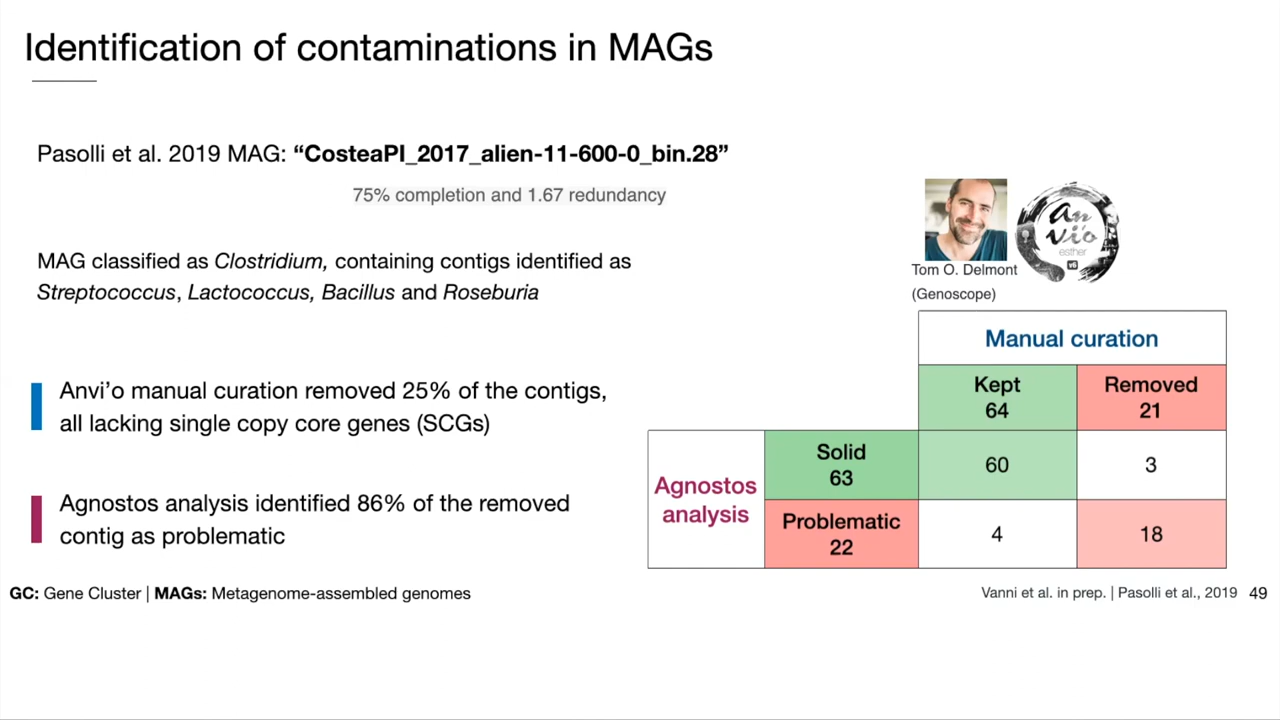 Identification of contaminations in MAGs
Pasolli et al. 2019 MAG: “CosteaPI_2017_alien-11-600-0_bin.28”
75% completion and 1.67 redundancy
MAG classified as Clostridium, containing contigs identified as
Streptococcus, Lactococcus, Bacillus and Roseburia
Anvi’o manual curation removed 25% of the contigs,
all lacking single copy core genes (SCGs)
Agnostos analysis identified 86% of the removed
contig as problematic
An
Vi'o
esther
v6
Tom O. Delmont
(Genoscope)
Manual curation
Kept
64
Removed
21
Agnostos
analysis
Solid
63
60
3
Problematic
22
4
18
GC: Gene Cluster | MAGs: Metagenome-assembled genomes
Vanni et al. in prep. | Pasolli et al., 2019 49